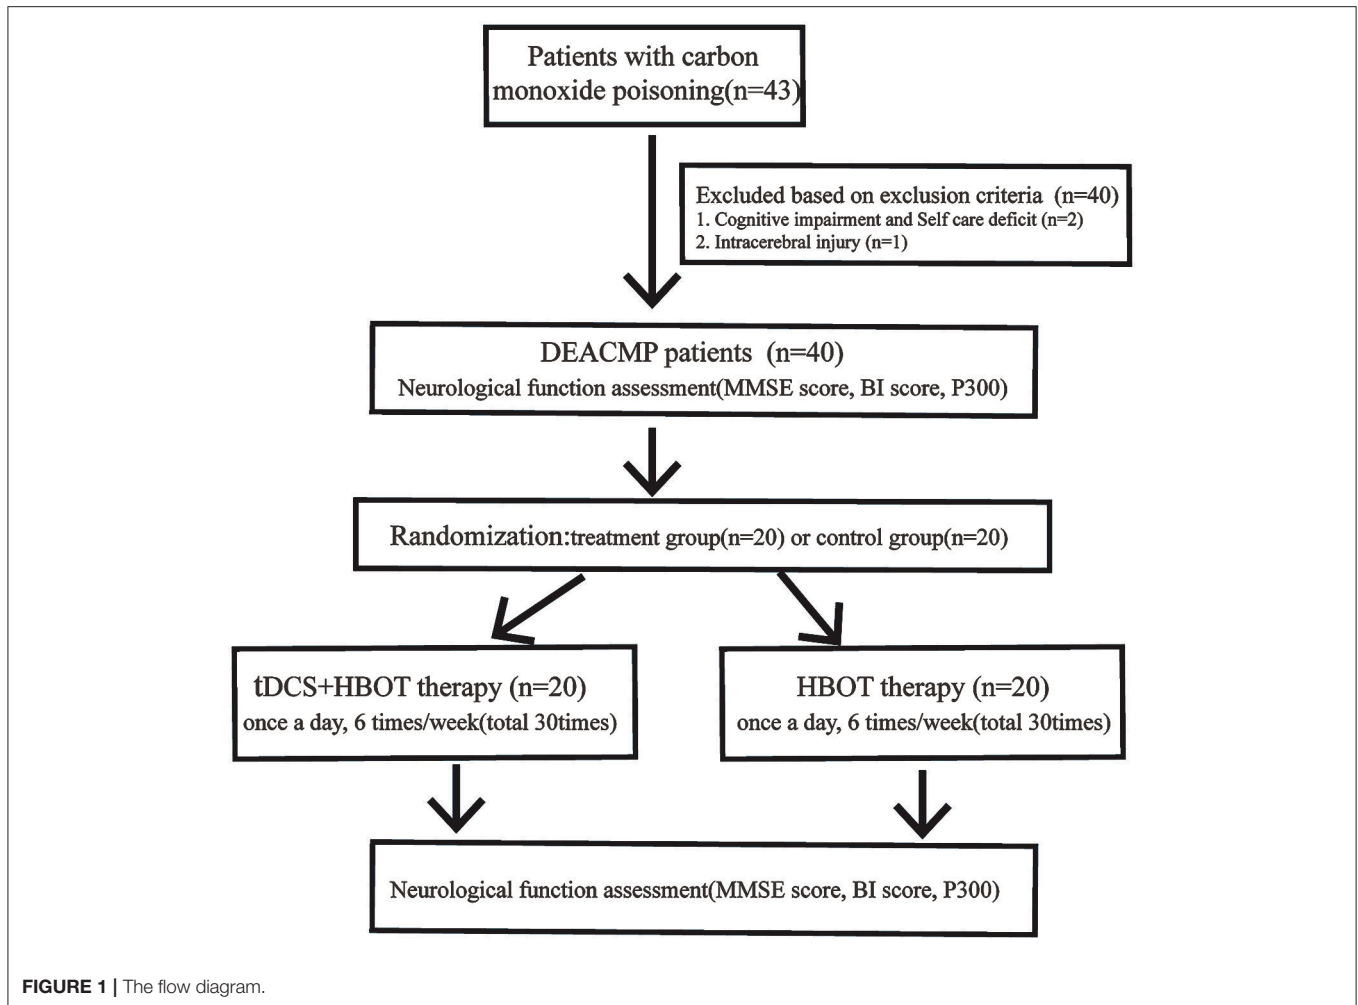 Patients with carbon
monoxide poisoning(n=43)
Excluded based on exclusion criteria (n=40)
1. Cognitive impairment and Self care deficit (n=2)
2. Intracerebral injury (n=1)
DEACMP patients (n=40)
Neurological function assessment(MMSE score, BI score, P300)
Randomization:treatment group(n=20) or control group(n=20)
tDCS+HBOT therapy (n=20)
once a day, 6 times/week(total 30times)
HBOT therapy (n=20)
once a day, 6 times/week(total 30times)
Neurological function assessment(MMSE score, BI score, P300)
FIGURE 1 | The flow diagram.